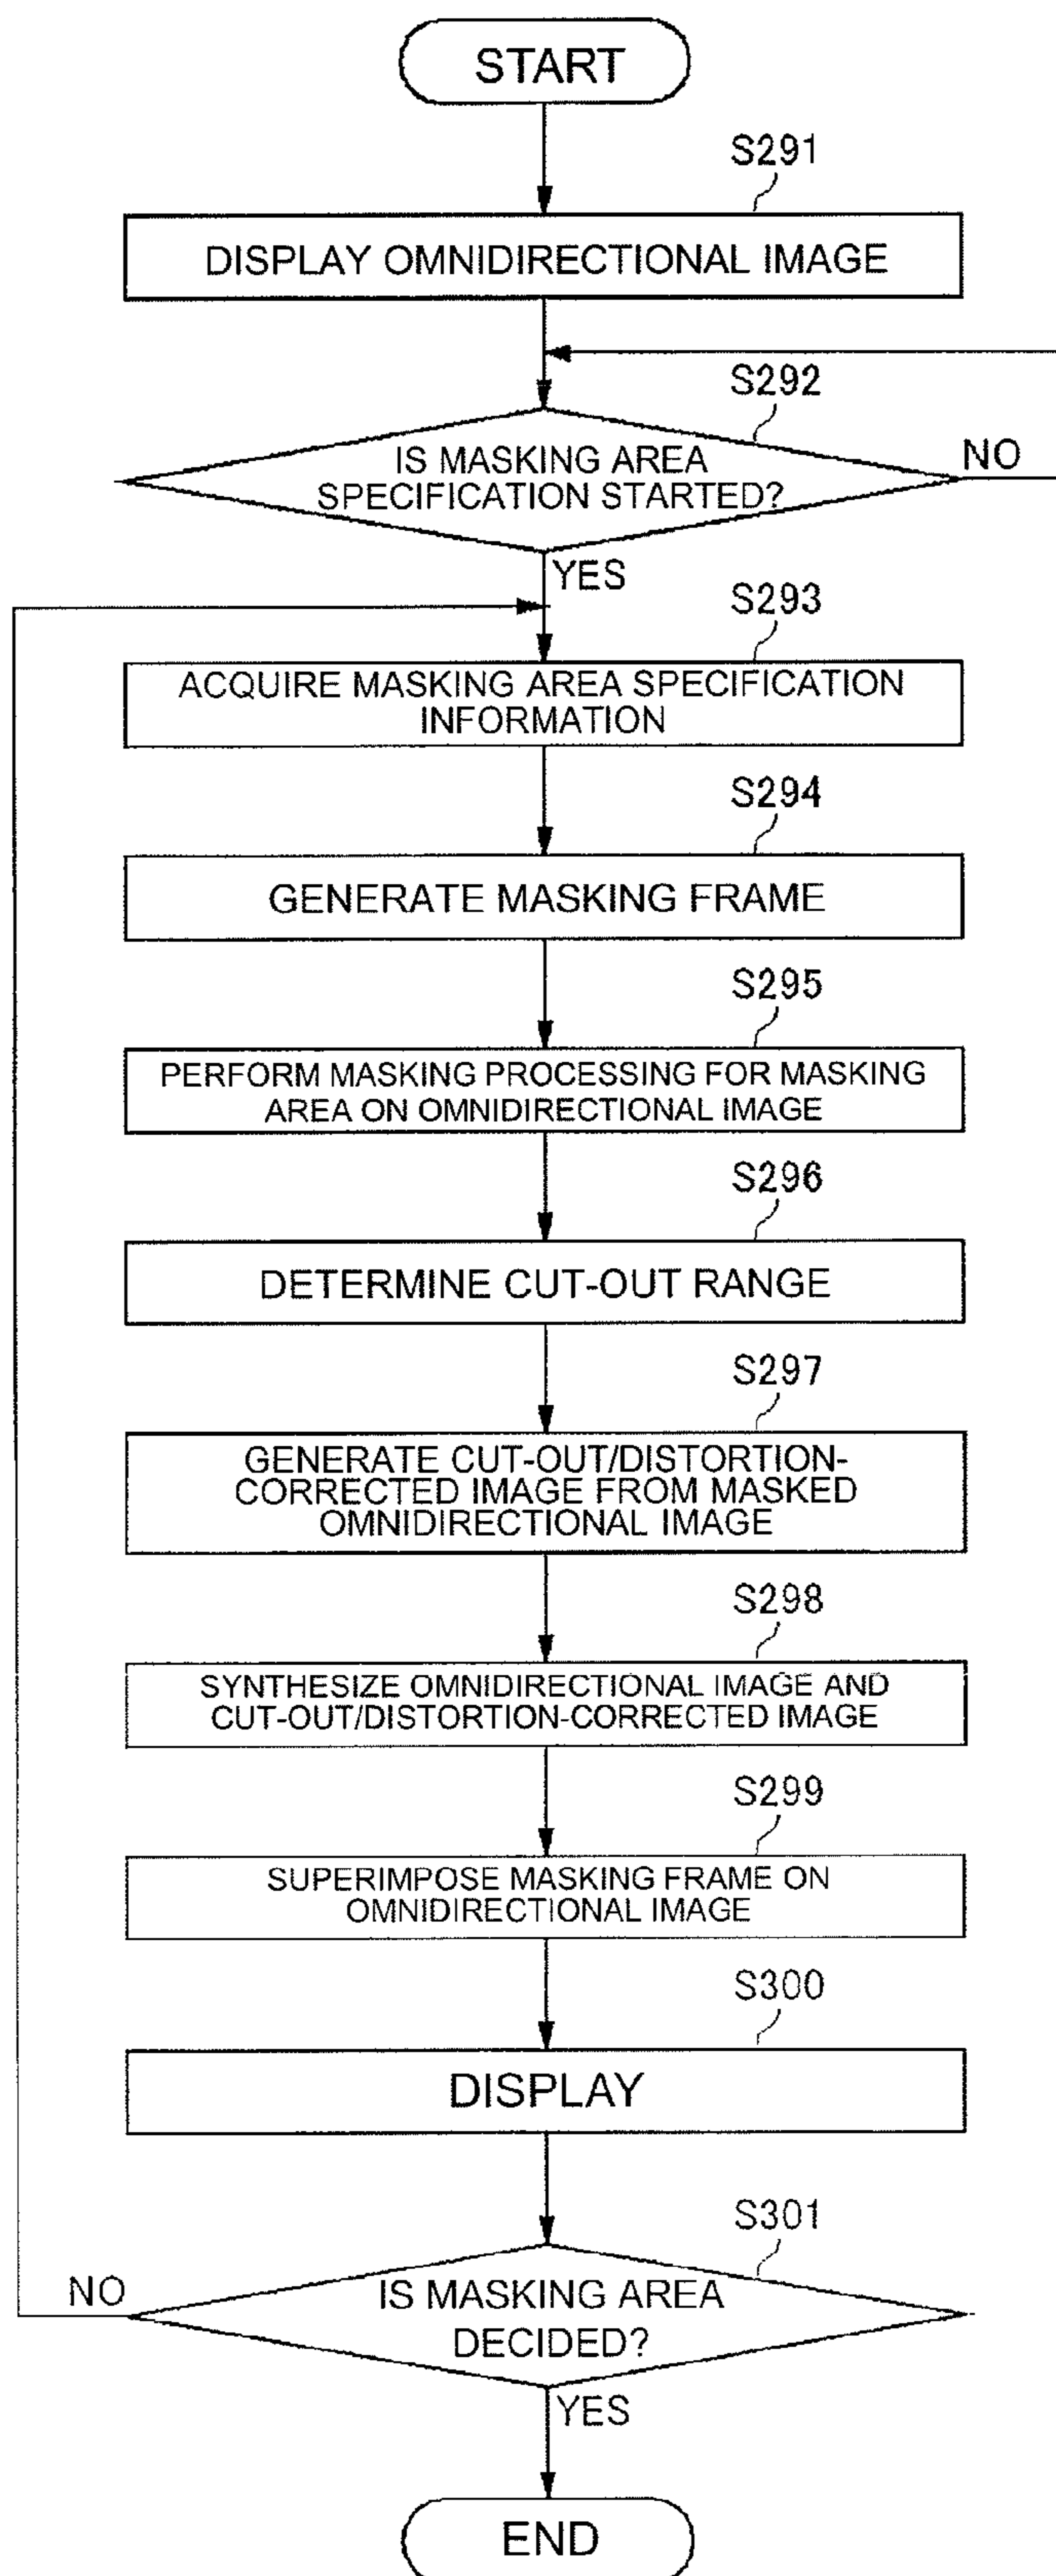 START
S291
DISPLAY OMNIDIRECTIONAL IMAGE
S292
IS MASKING AREA
SPECIFICATION STARTED?
NO
YES
S293
ACQUIRE MASKING AREA SPECIFICATION
INFORMATION
S294
GENERATE MASKING FRAME
S295
PERFORM MASKING PROCESSING FOR MASKING
AREA ON OMNIDIRECTIONAL IMAGE
S296
DETERMINE CUT-OUT RANGE
S297
GENERATE CUT-OUT/DISTORTION-
CORRECTED IMAGE FROM MASKED
OMNIDIRECTIONAL IMAGE
S298
SYNTHESIZE OMNIDIRECTIONAL IMAGE AND
CUT-OUT/DISTORTION-CORRECTED IMAGE
S299
SUPERIMPOSE MASKING FRAME ON
OMNIDIRECTIONAL IMAGE
S300
DISPLAY
S301
NO
IS MASKING AREA
DECIDED?
YES
END